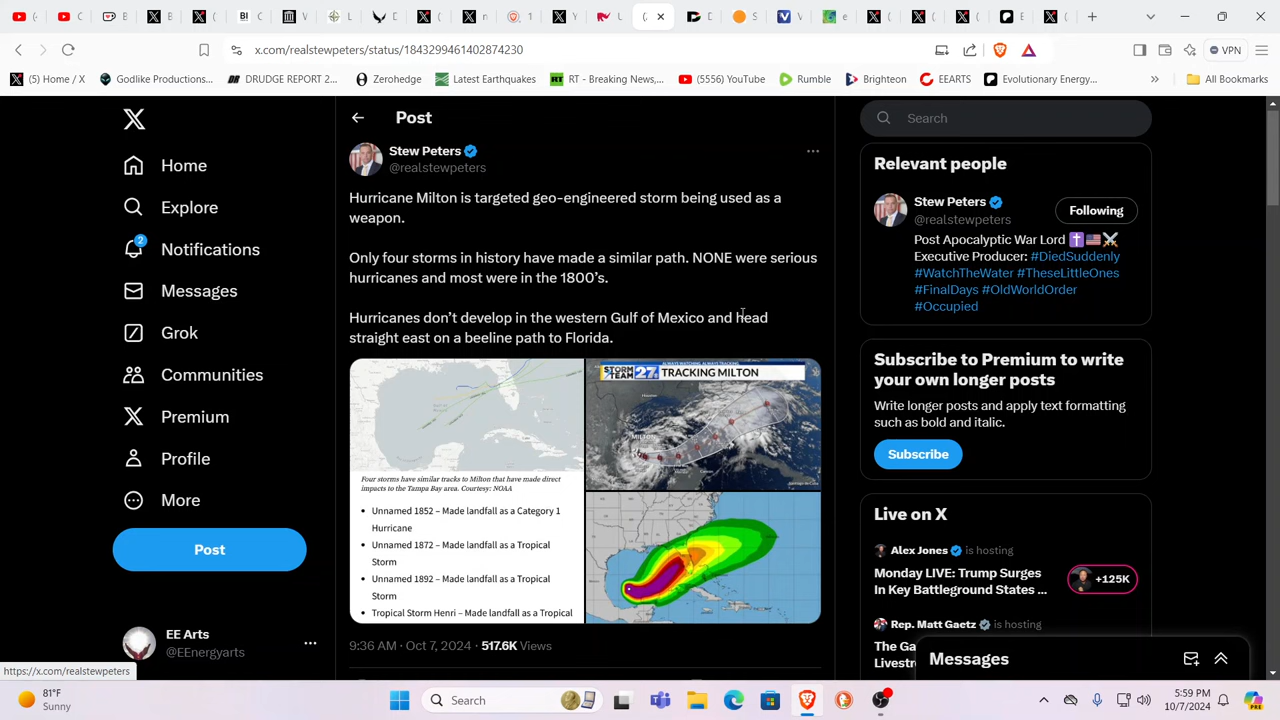 x.com/realstewpeters/status/1843299461402874230
VPN
(5) Home / X
Godlike Productions...
DRUDGE REPORT 2...
Zerohedge
Latest Earthquakes
RT - Breaking News,...
(5556) YouTube
Rumble
Brighteon
EEARTS
Evolutionary Energy...
All Bookmarks
Home
Explore
2
Notifications
Messages
Grok
Communities
Premium
Profile
More
Post
EE Arts
@EEnergyarts
https://x.com/realstewpeters
Post
Stew Peters
@realstewpeters
Hurricane Milton is targeted geo-engineered storm being used as a
weapon.
Only four storms in history have made a similar path. NONE were serious
hurricanes and most were in the 1800's.
Hurricanes don't develop in the western Gulf of Mexico and head
straight east on a beeline path to Florida.
Four storms have similar tracks to Milton that have made direct
impacts to the Tampa Bay area. Courtesy: NOAA
• Unnamed 1852 – Made landfall as a Category 1
Hurricane
• Unnamed 1872 – Made landfall as a Tropical
Storm
• Unnamed 1892 – Made landfall as a Tropical
Storm
• Tropical Storm Henri – Made landfall as a Tropical
STORM
TEAM 27
TRACKING MILTON
MILTON
9:36 AM · Oct 7, 2024 · 517.6K Views
Search
Relevant people
Stew Peters
@realstewpeters
Following
Post Apocalyptic War Lord
Executive Producer: #DiedSuddenly
#WatchTheWater #TheseLittleOnes
#FinalDays #OldWorldOrder
#Occupied
Subscribe to Premium to write
your own longer posts
Write longer posts and apply text formatting
such as bold and italic.
Subscribe
Live on X
Alex Jones is hosting
Monday LIVE: Trump Surges
In Key Battleground States ...
+125K
Rep. Matt Gaetz is hosting
The Ga
Livestre
Messages
81°F
Sunny
Search
5:59 PM
10/7/2024